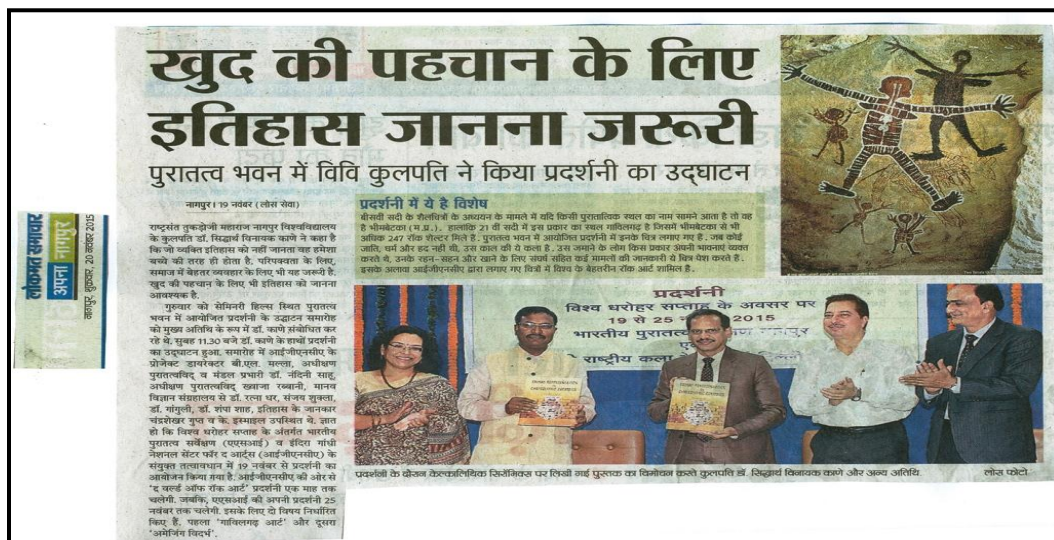 खुद की पहचान के लिए
इतिहास जानना जरूरी
पुरातत्व भवन में विवि कुलपति ने किया प्रदर्शनी का उद्घाटन
लोकमत समाचार
अपना नागपुर
नागपुर, शुक्रवार, 20 नवंबर 2015
नागपुर। 19 नवंबर (लोस सेवा)
राष्ट्रसंत तुकड़ोजी महाराज नागपुर विश्वविद्यालय
के कुलपति डॉ. सिद्धार्थ विनायक काणे ने कहा है
कि जो व्यक्ति इतिहास को नहीं जानता वह हमेशा
बच्चे की तरह ही होता है. परिपक्वता के लिए,
समाज में बेहतर व्यवहार के लिए भी यह जरूरी है.
खुद की पहचान के लिए भी इतिहास को जानना
आवश्यक है.
गुरुवार को सेमिनरी हिल्स स्थित पुरातत्व
भवन में आयोजित प्रदर्शनी के उद्घाटन समारोह
को मुख्य अतिथि के रूप में डॉ. काणे संबोधित कर
रहे थे. सुबह 11.30 बजे डॉ. काणे के हाथों प्रदर्शनी
का उद्घाटन हुआ. समारोह में आईजीएनसीए के
प्रोजेक्ट डायरेक्टर बी.एल. मल्ला, अधीक्षण
पुरातत्वविद् व मंडल प्रभारी डॉ. नंदिनी साहू,
अधीक्षण पुरातत्वविद् ख्वाजा रब्बानी, मानव
विज्ञान संग्रहालय से डॉ. रत्ना धर, संजय शुक्ला,
डॉ. गांगुली, डॉ. शंपा शाह, इतिहास के जानकार
चंद्रशेखर गुप्त व के. इस्माइल उपस्थित थे. ज्ञात
हो कि विश्व धरोहर सप्ताह के अंतर्गत भारतीय
पुरातत्व सर्वेक्षण (एएसआई) व इंदिरा गांधी
नेशनल सेंटर फॉर द आर्ट्स (आईजीएनसीए) के
संयुक्त तत्वावधान में 19 नवंबर से प्रदर्शनी का
आयोजन किया गया है. आईजीएनसीए की ओर से
'द वर्ल्ड ऑफ रॉक आर्ट' प्रदर्शनी एक माह तक
चलेगी. जबकि, एएसआई की अपनी प्रदर्शनी 25
नवंबर तक चलेगी. इसके लिए दो विषय निर्धारित
किए हैं. पहला 'गाविलगढ़ आर्ट' और दूसरा
'अमेजिंग विदर्भ'.
प्रदर्शनी में ये है विशेष
बीसवीं सदी के शैलचित्रों के अध्ययन के मामले में यदि किसी पुरातात्विक स्थल का नाम सामने आता है तो वह
है भीमबेटका (म.प्र.). हालांकि 21 वीं सदी में इस प्रकार का स्थल गाविलगढ़ है जिसमें भीमबेटका से भी
अधिक 247 रॉक शेल्टर मिले हैं. पुरातत्व भवन में आयोजित प्रदर्शनी में इनके चित्र लगाए गए हैं. जब कोई
जाति, धर्म और हद नहीं थी, उस काल की ये कला है. उस जमाने के लोग किस प्रकार अपनी भावनाएं व्यक्त
करते थे, उनके रहन-सहन और खाने के लिए संघर्ष सहित कई मामलों की जानकारी ये चित्र पेश करते हैं.
इसके अलावा आईजीएनसीए द्वारा लगाए गए चित्रों में विश्व के बेहतरीन रॉक आर्ट शामिल है.
प्रदर्शनी
विश्व धरोहर सप्ताह के अवसर पर
19 से 25 2015
भारतीय पुरातत्व नागपुर
राष्ट्रीय कला
प्रदर्शनी के दौरान केल्कालिथिक सिरॅमिक्स पर लिखी गई पुस्तक का विमोचन करते कुलपति डॉ. सिद्धार्थ विनायक काणे और अन्य अतिथि.
लोस फोटो